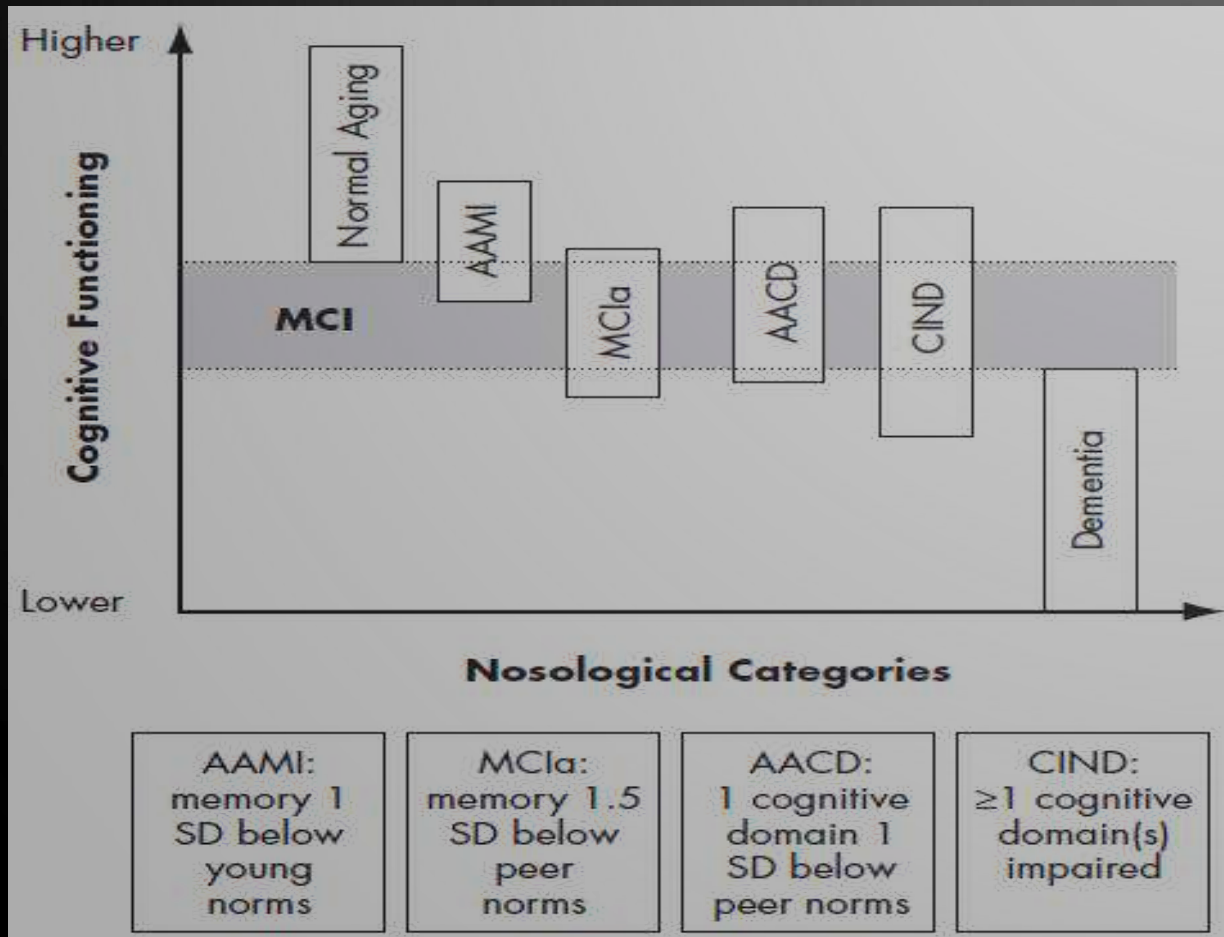 Higher
Cognitive Functioning
Normal Aging
AAMI
MCI
MCIa
AACD
CIND
Dementia
Lower
Nosological Categories
AAMI:
memory 1
SD below
young
norms
MCIa:
memory 1.5
SD below
peer
norms
AACD:
1 cognitive
domain 1
SD below
peer norms
CIND:
≥1 cognitive
domain(s)
impaired